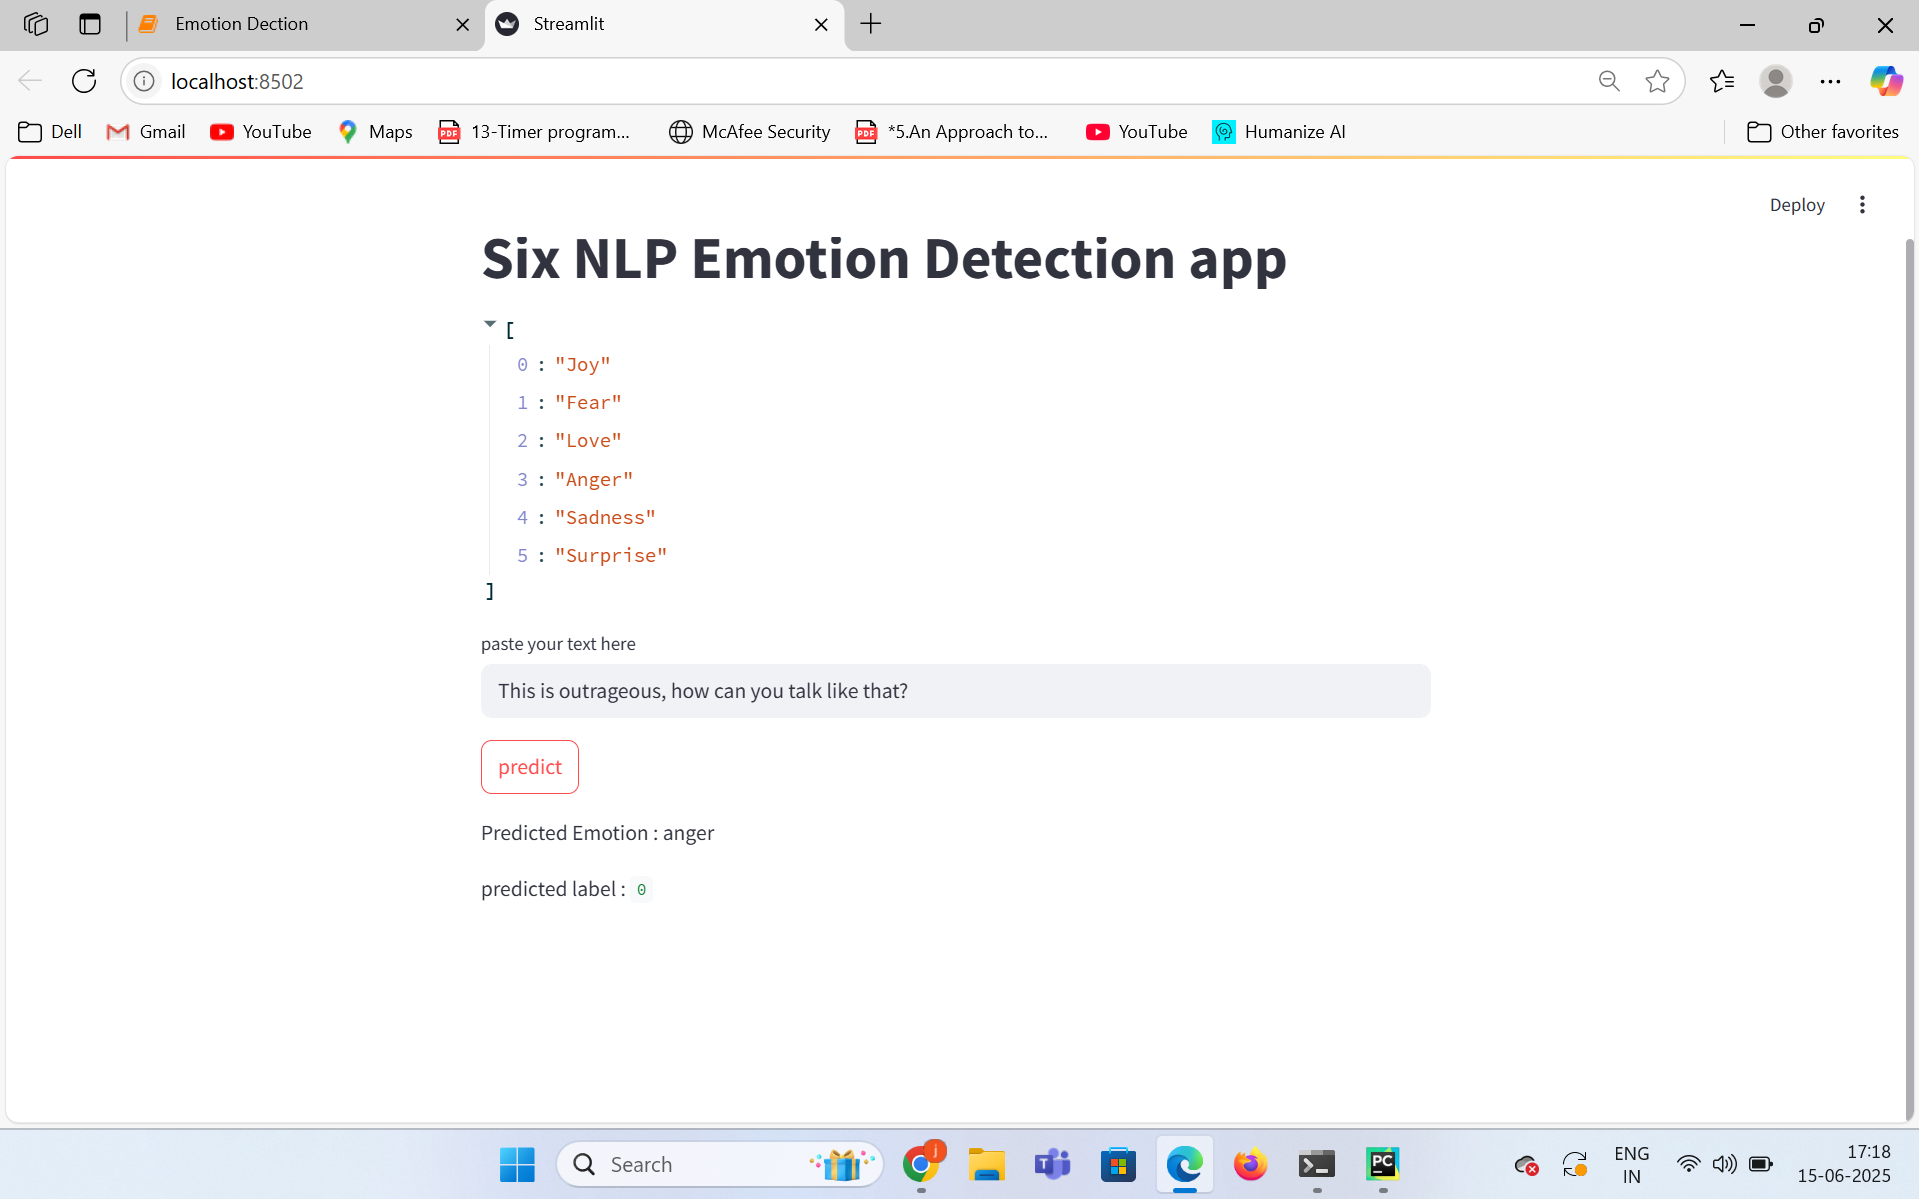 Emotion Dection
Streamlit
localhost:8502
Dell
Gmail
YouTube
Maps
13-Timer program...
McAfee Security
*5.An Approach to...
YouTube
Humanize AI
Other favorites
Deploy
Six NLP Emotion Detection app
[
0 : "Joy"
1 : "Fear"
2 : "Love"
3 : "Anger"
4 : "Sadness"
5 : "Surprise"
]
paste your text here
This is outrageous, how can you talk like that?
predict
Predicted Emotion : anger
predicted label : 0
Search
j
PC
ENG
IN
17:18
15-06-2025